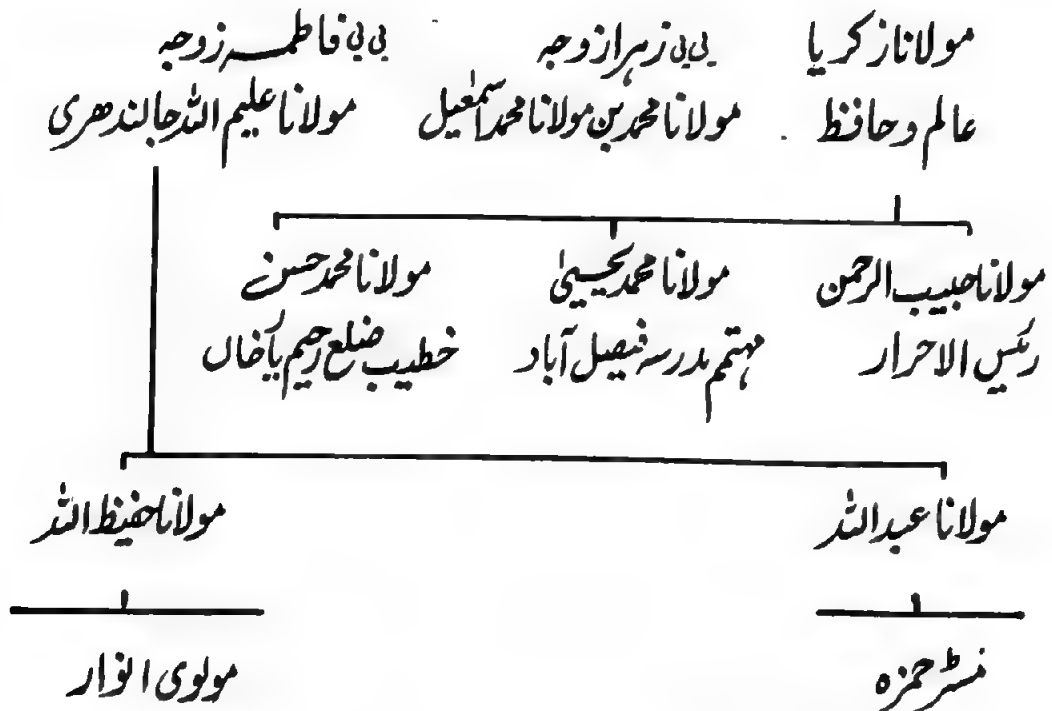 مولانا زکریا بی بی زہرا زوجہ بی بی فاطمہ زوجہ
عالم و حافظ مولانا محمد بن مولانا محمد اسمٰعیل مولانا علیم اللہ جالندھری
مولانا حبیب الرحمن مولانا محمد یحییٰ مولانا محمد حسن
رئیس الاحرار مہتمم مدرسہ فیصل آباد خطیب ضلع رحیم یارخاں
مولانا عبداللہ مولانا حفیظ اللہ
مسٹر حمزہ مولوی انوار